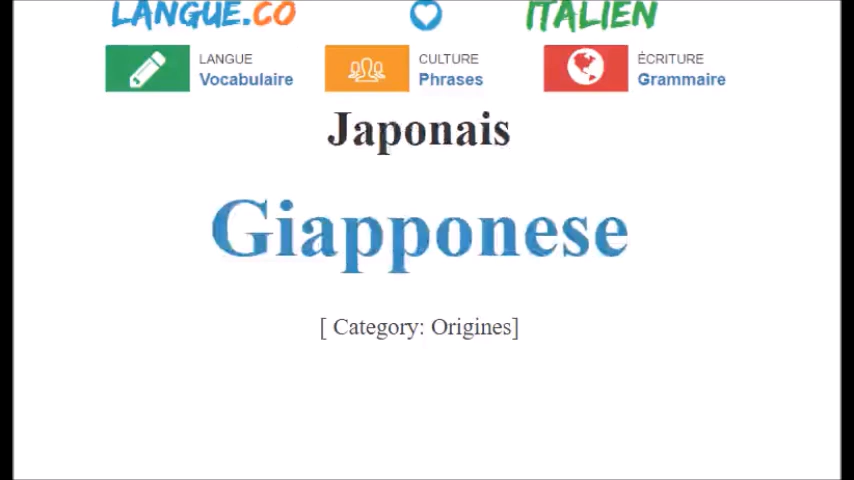 LANGUE.CO ITALIEN
LANGUE CULTURE ÉCRITURE
Vocabulaire Phrases Grammaire
Japonais
Giapponese
[ Category: Origines]